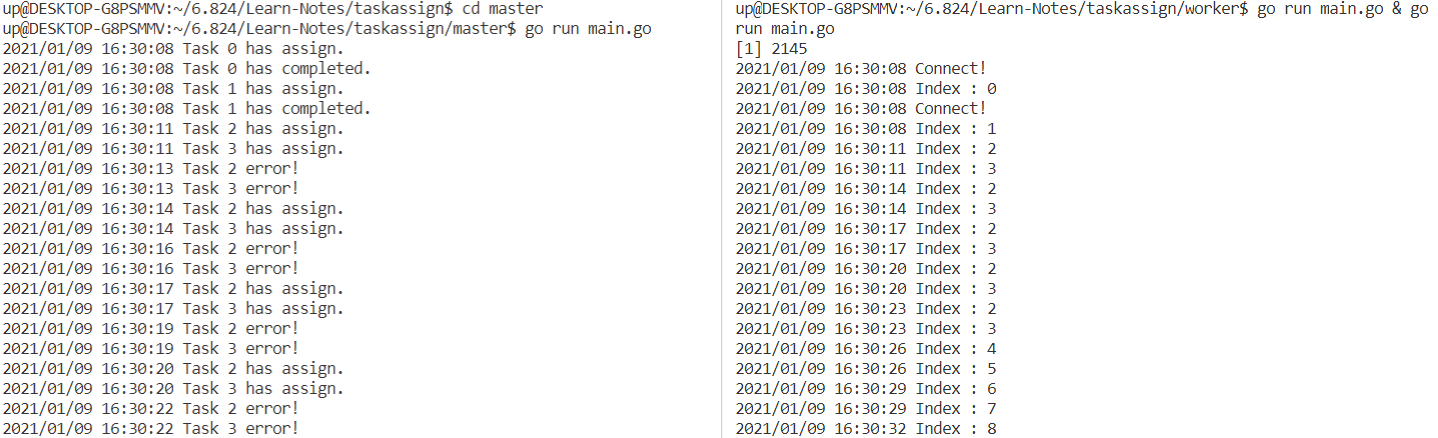 up@DESKTOP-G8PSMMV:~/6.824/Learn-Notes/taskassign$ cd master
up@DESKTOP-G8PSMMV:~/6.824/Learn-Notes/taskassign/master$ go run main.go
2021/01/09 16:30:08 Task 0 has assign.
2021/01/09 16:30:08 Task 0 has completed.
2021/01/09 16:30:08 Task 1 has assign.
2021/01/09 16:30:08 Task 1 has completed.
2021/01/09 16:30:11 Task 2 has assign.
2021/01/09 16:30:11 Task 3 has assign.
2021/01/09 16:30:13 Task 2 error!
2021/01/09 16:30:13 Task 3 error!
2021/01/09 16:30:14 Task 2 has assign.
2021/01/09 16:30:14 Task 3 has assign.
2021/01/09 16:30:16 Task 2 error!
2021/01/09 16:30:16 Task 3 error!
2021/01/09 16:30:17 Task 2 has assign.
2021/01/09 16:30:17 Task 3 has assign.
2021/01/09 16:30:19 Task 2 error!
2021/01/09 16:30:19 Task 3 error!
2021/01/09 16:30:20 Task 2 has assign.
2021/01/09 16:30:20 Task 3 has assign.
2021/01/09 16:30:22 Task 2 error!
2021/01/09 16:30:22 Task 3 error!
up@DESKTOP-G8PSMMV:~/6.824/Learn-Notes/taskassign/worker$ go run main.go & go
run main.go
[1] 2145
2021/01/09 16:30:08 Connect!
2021/01/09 16:30:08 Index : 0
2021/01/09 16:30:08 Connect!
2021/01/09 16:30:08 Index : 1
2021/01/09 16:30:11 Index : 2
2021/01/09 16:30:11 Index : 3
2021/01/09 16:30:14 Index : 2
2021/01/09 16:30:14 Index : 3
2021/01/09 16:30:17 Index : 2
2021/01/09 16:30:17 Index : 3
2021/01/09 16:30:20 Index : 2
2021/01/09 16:30:20 Index : 3
2021/01/09 16:30:23 Index : 2
2021/01/09 16:30:23 Index : 3
2021/01/09 16:30:26 Index : 4
2021/01/09 16:30:26 Index : 5
2021/01/09 16:30:29 Index : 6
2021/01/09 16:30:29 Index : 7
2021/01/09 16:30:32 Index : 8